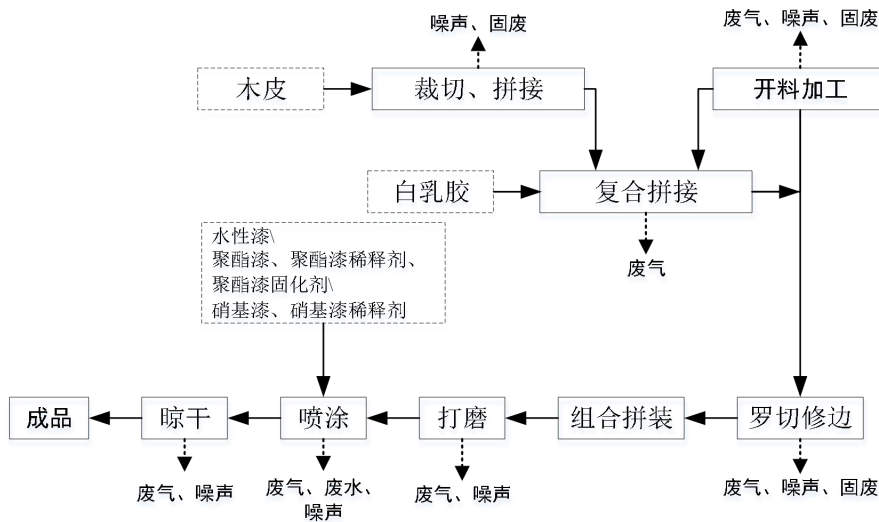 噪声、固废
废气、噪声、固废
木皮
裁切、拼接
开料加工
白乳胶
复合拼接
废气
水性漆\
聚酯漆、聚酯漆稀释剂、
聚酯漆固化剂\
硝基漆、硝基漆稀释剂
成品
晾干
喷涂
打磨
组合拼装
罗切修边
废气、噪声
废气、废水、
噪声
废气、噪声
废气、噪声、固废